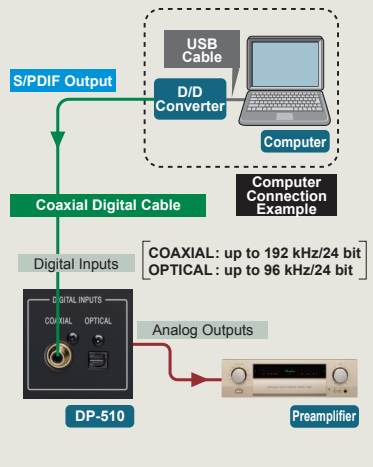 USB
Cable
S/PDIF Output
D/D
Converter
Computer
Computer
Connection
Example
Coaxial Digital Cable
COAXIAL : up to 192 kHz/24 bit
OPTICAL : up to 96 kHz/24 bit
Digital Inputs
DIGITAL INPUTS
COAXIAL OPTICAL
Analog Outputs
DP-510
Preamplifier